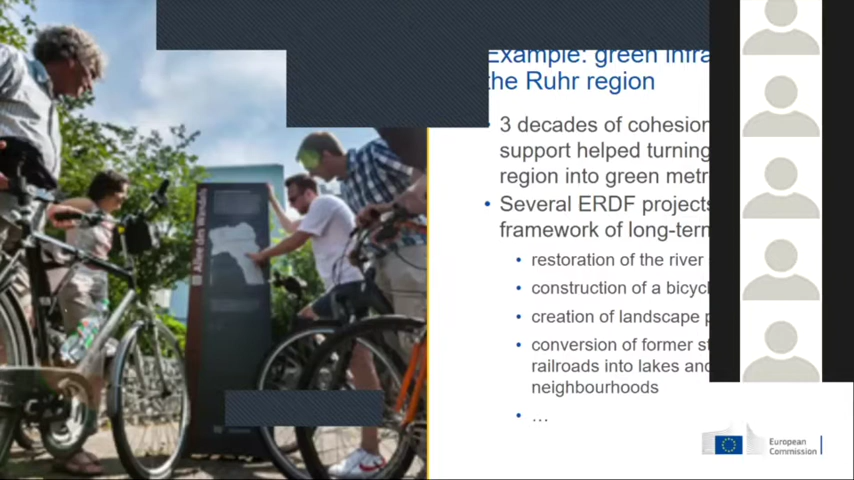 Example: green infra
the Ruhr region
• 3 decades of cohesion
support helped turning
region into green metr
• Several ERDF projects
framework of long-term
• restoration of the river
• construction of a bicycl
• creation of landscape p
• conversion of former st
railroads into lakes and
neighbourhoods
• …
European
Commission